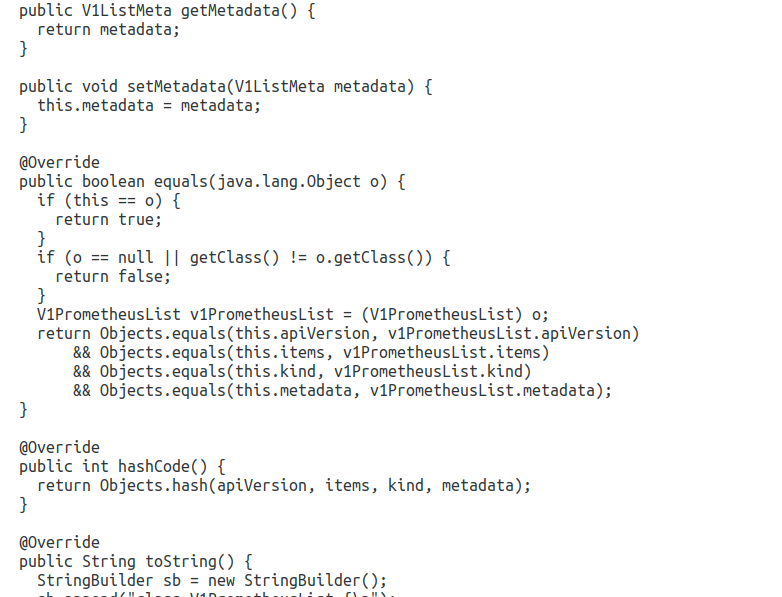 public V1ListMeta getMetadata() {
  return metadata;
}

public void setMetadata(V1ListMeta metadata) {
  this.metadata = metadata;
}

@Override
public boolean equals(java.lang.Object o) {
  if (this == o) {
    return true;
  }
  if (o == null || getClass() != o.getClass()) {
    return false;
  }
  V1PrometheusList v1PrometheusList = (V1PrometheusList) o;
  return Objects.equals(this.apiVersion, v1PrometheusList.apiVersion)
      && Objects.equals(this.items, v1PrometheusList.items)
      && Objects.equals(this.kind, v1PrometheusList.kind)
      && Objects.equals(this.metadata, v1PrometheusList.metadata);
}

@Override
public int hashCode() {
  return Objects.hash(apiVersion, items, kind, metadata);
}

@Override
public String toString() {
  StringBuilder sb = new StringBuilder();
  sb.append("class V1PrometheusList {\n");